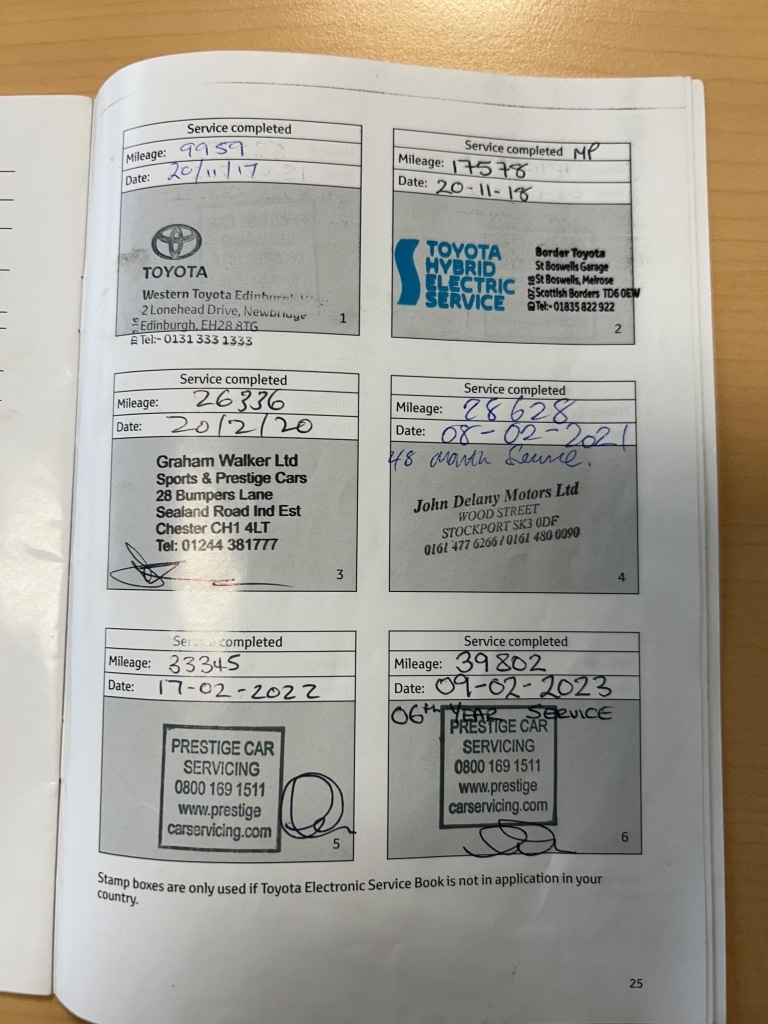 Service completed
Mileage: 9959
Date: 20/11/17
TOYOTA
Western Toyota Edinburgh
2 Lonehead Drive, Newbridge
Edinburgh, EH28 8TG
Tel:- 0131 333 1333
1
Service completed MP
Mileage: 17578
Date: 20-11-18
TOYOTA
HYBRID
ELECTRIC
SERVICE
Border Toyota
St Boswells Garage
St Boswells, Melrose
Scottish Borders TD6 0EW
Tel:- 01835 822 922
2
Service completed
Mileage: 26336
Date: 20/2/20
Graham Walker Ltd
Sports & Prestige Cars
28 Bumpers Lane
Sealand Road Ind Est
Chester CH1 4LT
Tel: 01244 381777
3
Service completed
Mileage: 28628
Date: 08-02-2021
48 month Service.
John Delany Motors Ltd
WOOD STREET
STOCKPORT SK3 0DF
0161 477 6266 / 0161 480 0090
4
Service completed
Mileage: 33345
Date: 17-02-2022
PRESTIGE CAR
SERVICING
0800 169 1511
www.prestige
carservicing.com
5
Service completed
Mileage: 39802
Date: 09-02-2023
06th YEAR SERVICE
PRESTIGE CAR
SERVICING
0800 169 1511
www.prestige
carservicing.com
6
Stamp boxes are only used if Toyota Electronic Service Book is not in application in your
country.
25